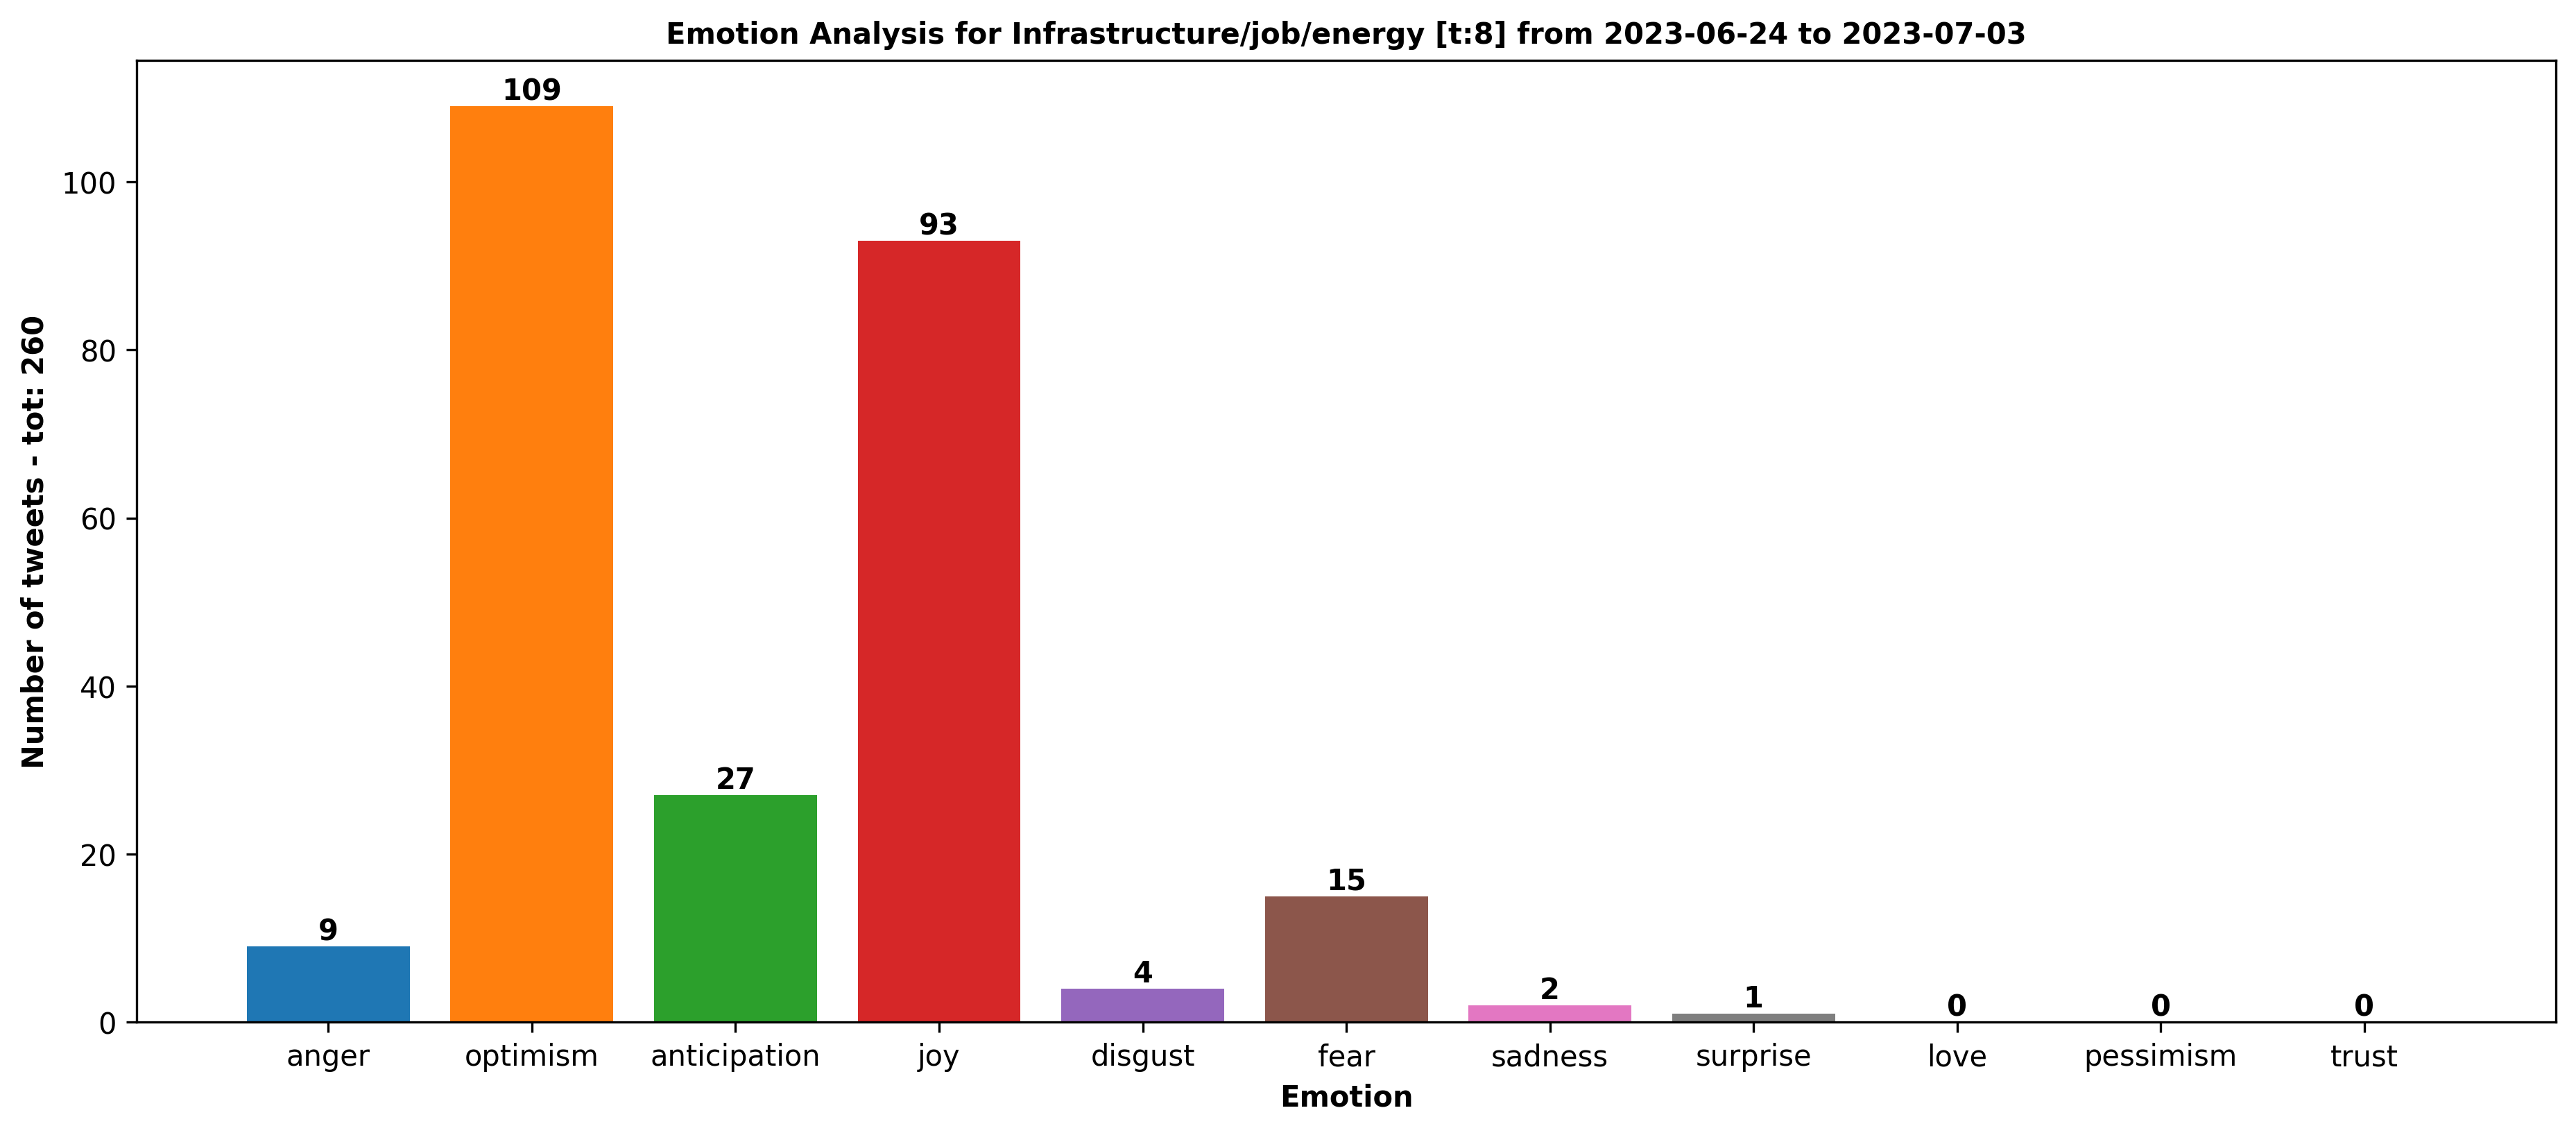 Emotion Analysis for Infrastructure/job/energy [t:8] from 2023-06-24 to 2023-07-03
Number of tweets - tot: 260
100
80
60
40
20
0
9
109
27
93
4
15
2
1
0
0
0
anger
optimism
anticipation
joy
disgust
fear
sadness
surprise
love
pessimism
trust
Emotion